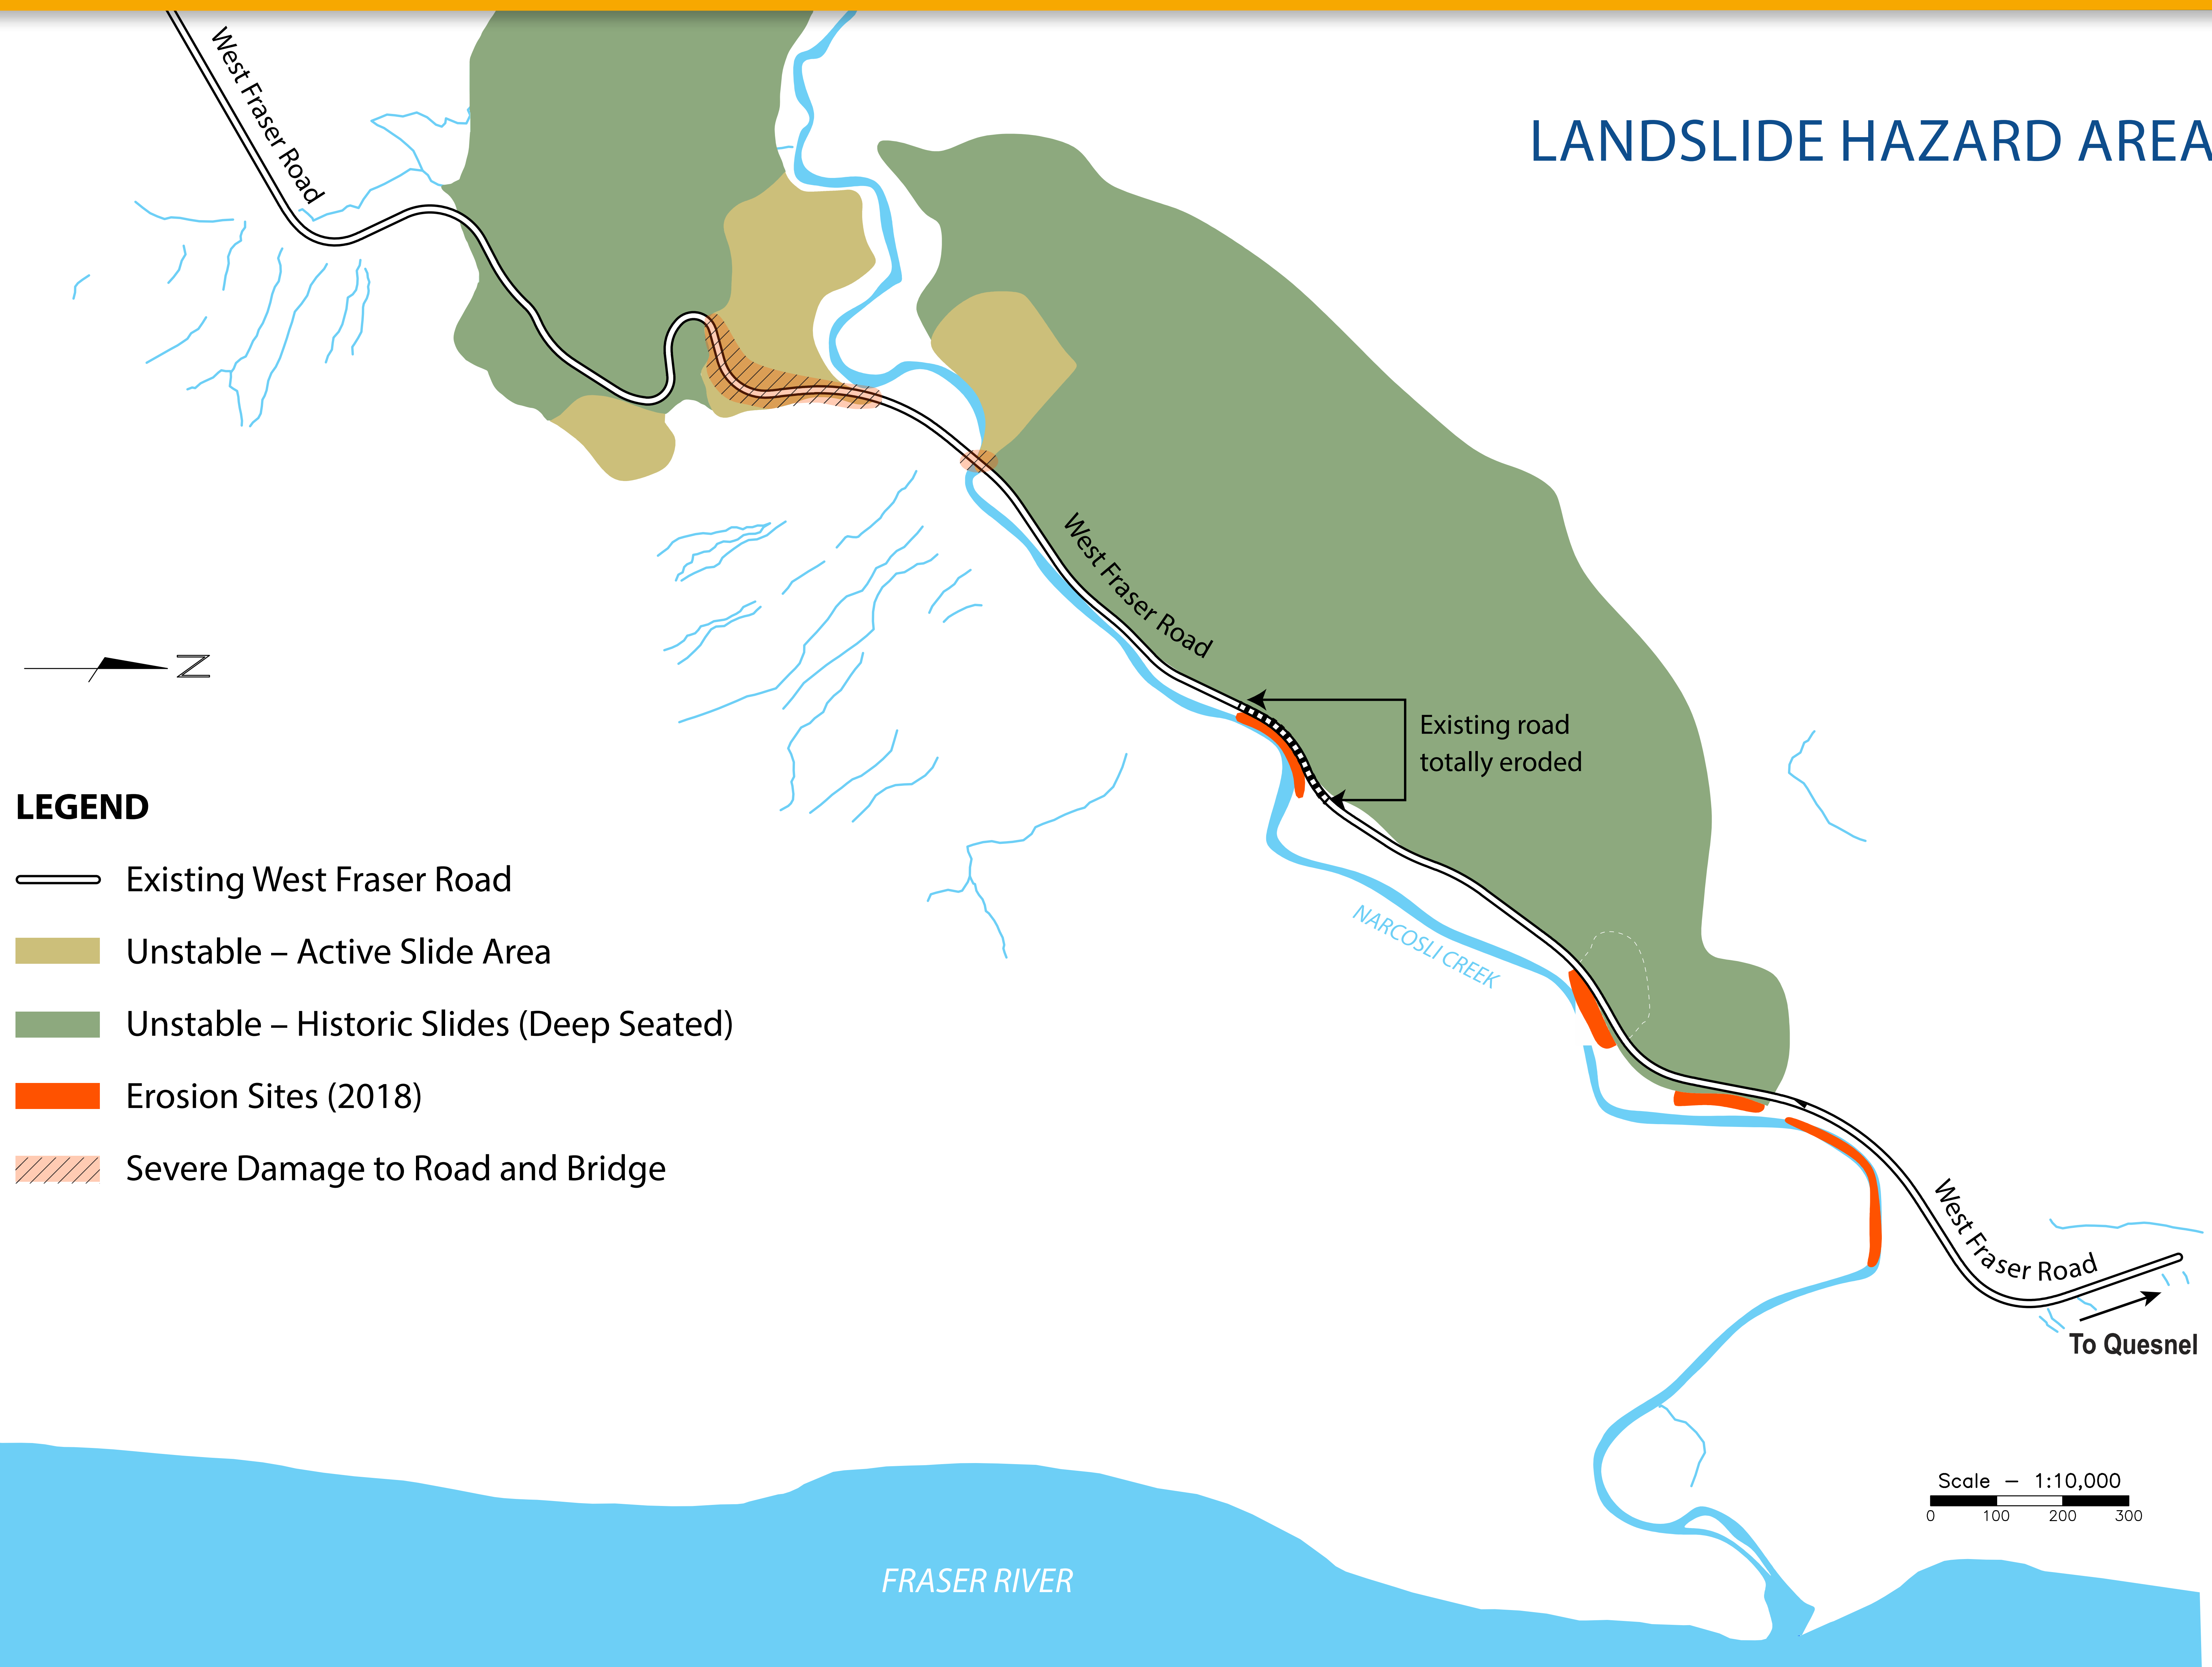 West Fraser Road
LANDSLIDE HAZARD AREA
West Fraser Road
N
Existing road
totally eroded
LEGEND
Existing West Fraser Road
Unstable – Active Slide Area
Unstable – Historic Slides (Deep Seated)
Erosion Sites (2018)
Severe Damage to Road and Bridge
NARCOSLI CREEK
West Fraser Road
To Quesnel
Scale – 1:10,000
0 100 200 300
FRASER RIVER